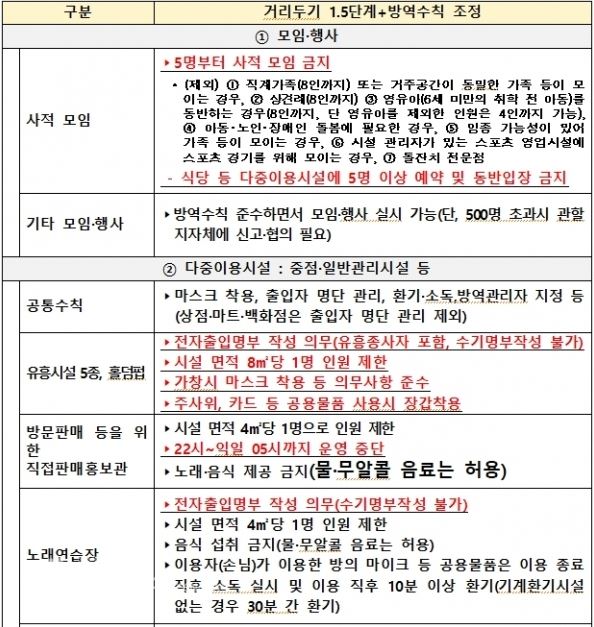 구분 거리두기 1.5단계+방역수칙 조정
① 모임·행사
사적 모임
▸5명부터 사적 모임 금지
• (제외) ① 직계가족(8인까지) 또는 거주공간이 동일한 가족 등이 모
이는 경우, ② 상견례(8인까지) ③ 영유아(6세 미만의 취학 전 아동)를
동반하는 경우(8인까지, 단 영유아를 제외한 인원은 4인까지 가능),
④ 아동·노인·장애인 돌봄에 필요한 경우, ⑤ 임종 가능성이 있어
가족 등이 모이는 경우, ⑥ 시설 관리자가 있는 스포츠 영업시설에
스포츠 경기를 위해 모이는 경우, ⑦ 돌잔치 전문점
- 식당 등 다중이용시설에 5명 이상 예약 및 동반입장 금지
기타 모임·행사
▸방역수칙 준수하면서 모임·행사 실시 가능(단, 500명 초과시 관할
지자체에 신고·협의 필요)
② 다중이용시설 : 중점·일반관리시설 등
공통수칙
▸마스크 착용, 출입자 명단 관리, 환기·소독,방역관리자 지정 등
(상점·마트·백화점은 출입자 명단 관리 제외)
유흥시설 5종, 홀덤펍
▸전자출입명부 작성 의무(유흥종사자 포함, 수기명부작성 불가)
▸시설 면적 8㎡당 1명 인원 제한
▸가창시 마스크 착용 등 의무사항 준수
▸주사위, 카드 등 공용물품 사용시 장갑착용
방문판매 등을 위
한
직접판매홍보관
▸시설 면적 4㎡당 1명으로 인원 제한
▸22시~익일 05시까지 운영 중단
▸노래·음식 제공 금지(물·무알콜 음료는 허용)
노래연습장
▸전자출입명부 작성 의무(수기명부작성 불가)
▸시설 면적 4㎡당 1명 인원 제한
▸음식 섭취 금지(물·무알콜 음료는 허용)
▸이용자(손님)가 이용한 방의 마이크 등 공용물품은 이용 종료
직후 소독 실시 및 이용 직후 10분 이상 환기(기계환기시설
없는 경우 30분 간 환기)